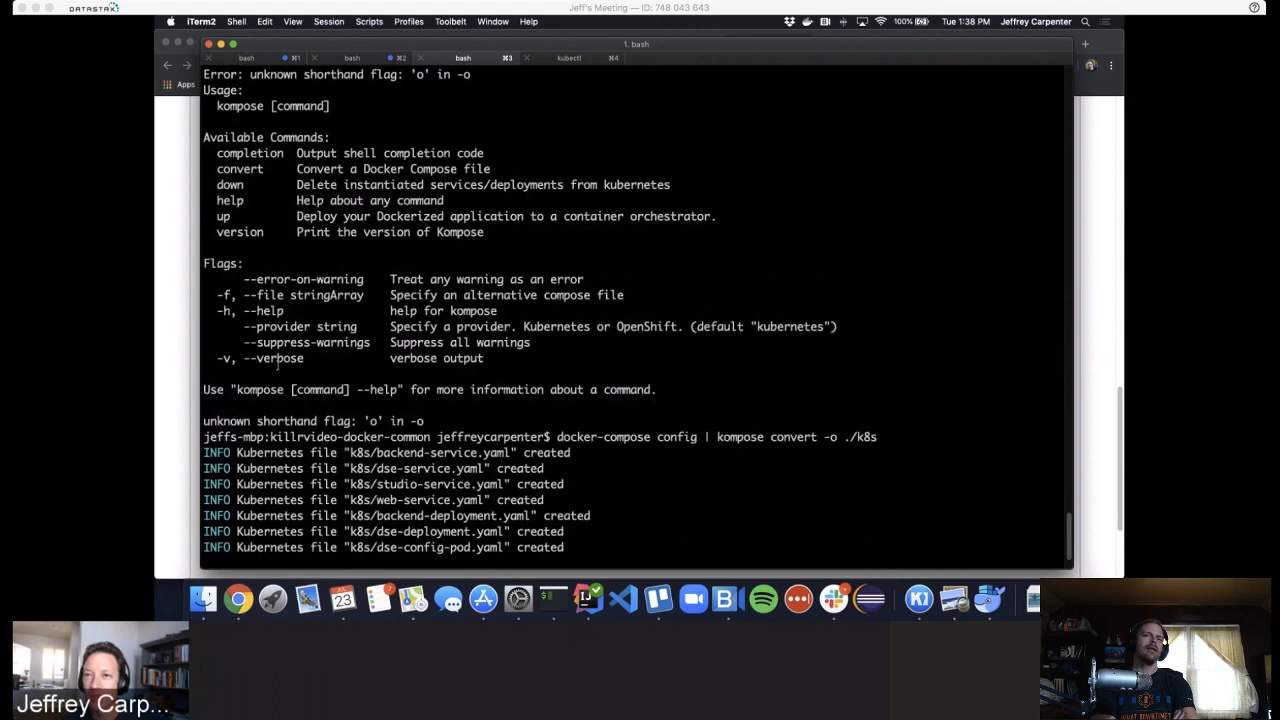 DATASTAX
Jeff's Meeting — ID: 748 043 643
iTerm2 Shell Edit View Session Scripts Profiles Toolbelt Window Help
100% Tue 1:38 PM Jeffrey Carpenter
1. bash
bash ⌘1 bash ⌘2 bash ⌘3 kubectl ⌘4
Apps
Error: unknown shorthand flag: 'o' in -o
Usage:
kompose [command]
Available Commands:
completion Output shell completion code
convert Convert a Docker Compose file
down Delete instantiated services/deployments from kubernetes
help Help about any command
up Deploy your Dockerized application to a container orchestrator.
version Print the version of Kompose
Flags:
--error-on-warning Treat any warning as an error
-f, --file stringArray Specify an alternative compose file
-h, --help help for kompose
--provider string Specify a provider. Kubernetes or OpenShift. (default "kubernetes")
--suppress-warnings Suppress all warnings
-v, --verbose verbose output
Use "kompose [command] --help" for more information about a command.
unknown shorthand flag: 'o' in -o
jeffs-mbp:killrvideo-docker-common jeffreycarpenter$ docker-compose config | kompose convert -o ./k8s
INFO Kubernetes file "k8s/backend-service.yaml" created
INFO Kubernetes file "k8s/dse-service.yaml" created
INFO Kubernetes file "k8s/studio-service.yaml" created
INFO Kubernetes file "k8s/web-service.yaml" created
INFO Kubernetes file "k8s/backend-deployment.yaml" created
INFO Kubernetes file "k8s/dse-deployment.yaml" created
INFO Kubernetes file "k8s/dse-config-pod.yaml" created
23
7
Jeffrey Carp...